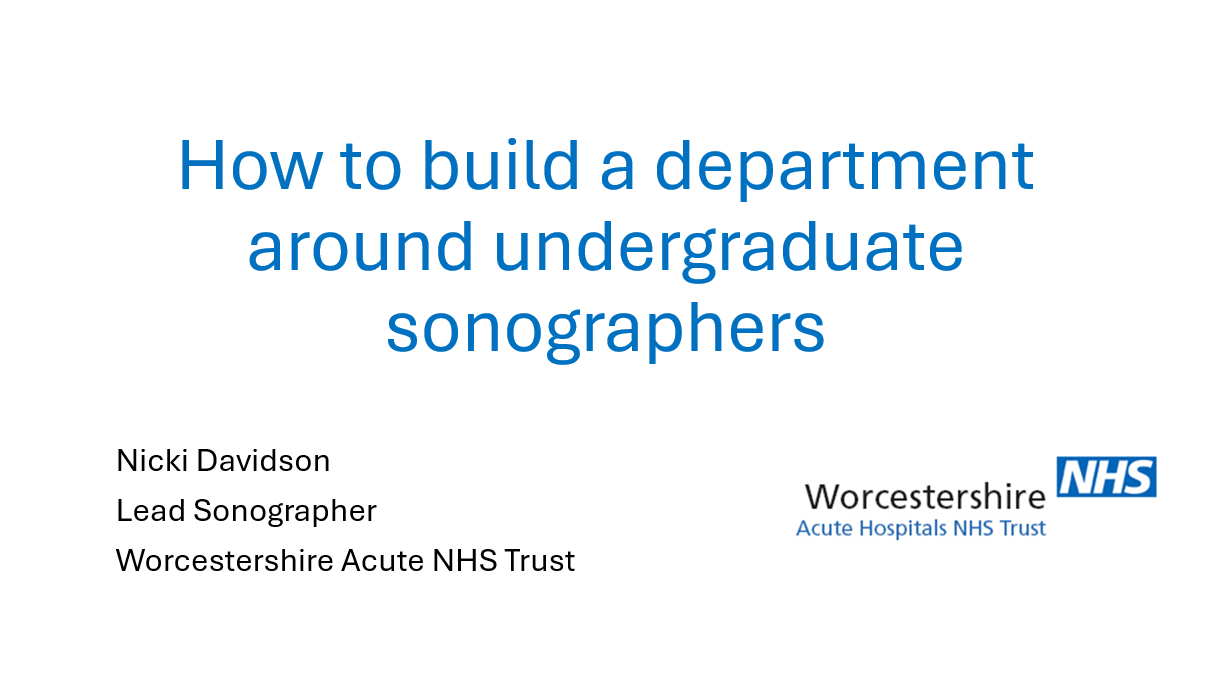 How to build a department
around undergraduate
sonographers
Nicki Davidson
Lead Sonographer
Worcestershire Acute NHS Trust
NHS
Worcestershire
Acute Hospitals NHS Trust